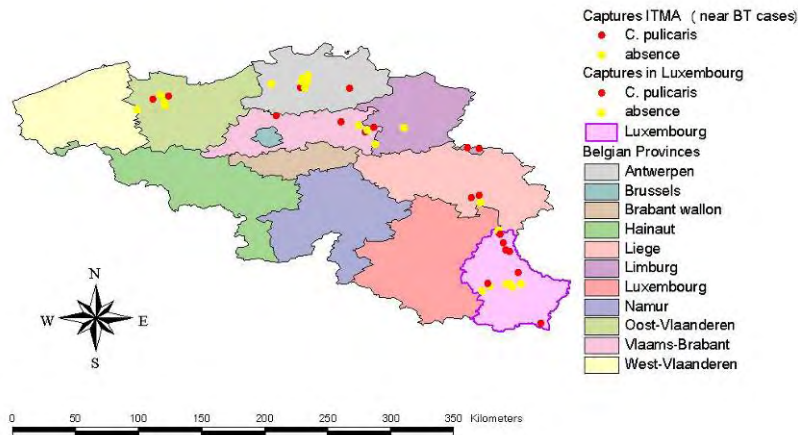 Captures ITMA ( near BT cases)
C. pulicaris
absence
Captures in Luxembourg
C. pulicaris
absence
Luxembourg
Belgian Provinces
Antwerpen
Brussels
Brabant wallon
Hainaut
Liege
Limburg
Luxembourg
Namur
Oost-Vlaanderen
Vlaams-Brabant
West-Vlaanderen
N
W E
S
0 50 100 150 200 250 300 350 Kilometers